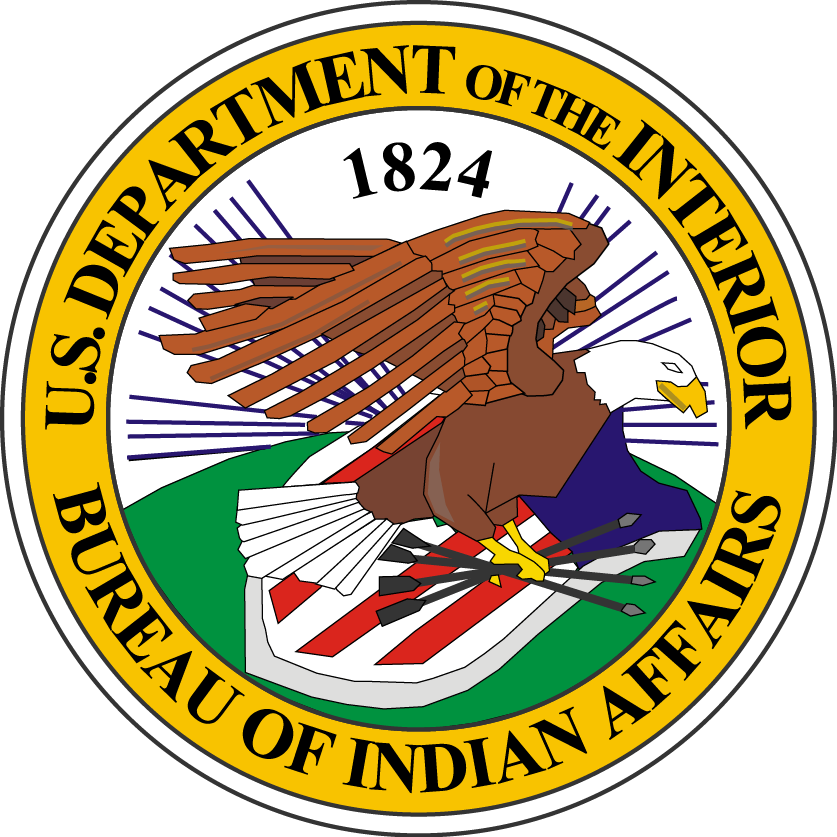 U.S. DEPARTMENT OF THE INTERIOR
1824
BUREAU OF INDIAN AFFAIRS